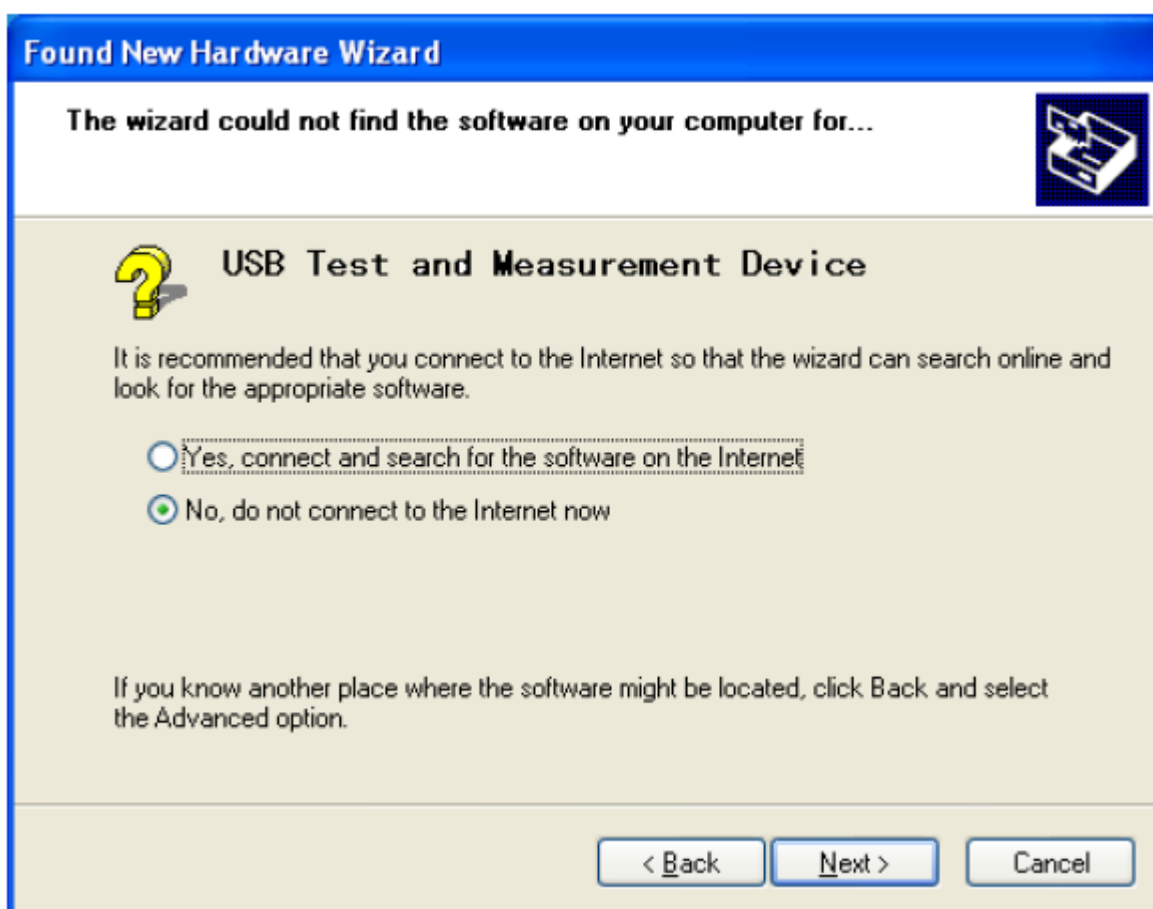 Found New Hardware Wizard
The wizard could not find the software on your computer for...
USB Test and Measurement Device
It is recommended that you connect to the Internet so that the wizard can search online and
look for the appropriate software.
Yes, connect and search for the software on the Internet
No, do not connect to the Internet now
If you know another place where the software might be located, click Back and select
the Advanced option.
< Back Next > Cancel